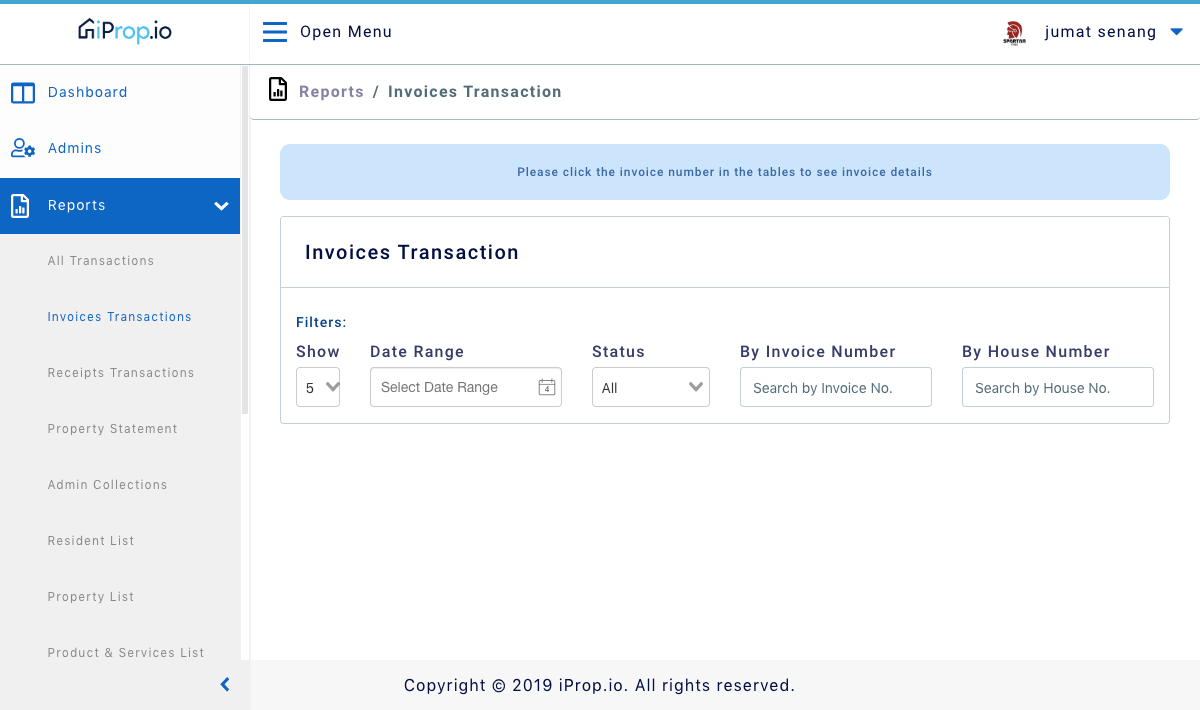 iProp.io
Open Menu
jumat senang
Dashboard
Admins
Reports
All Transactions
Invoices Transactions
Receipts Transactions
Property Statement
Admin Collections
Resident List
Property List
Product & Services List
Reports / Invoices Transaction
Please click the invoice number in the tables to see invoice details
Invoices Transaction
Filters:
Show Date Range Status By Invoice Number By House Number
5 Select Date Range 4 All Search by Invoice No. Search by House No.
Copyright © 2019 iProp.io. All rights reserved.